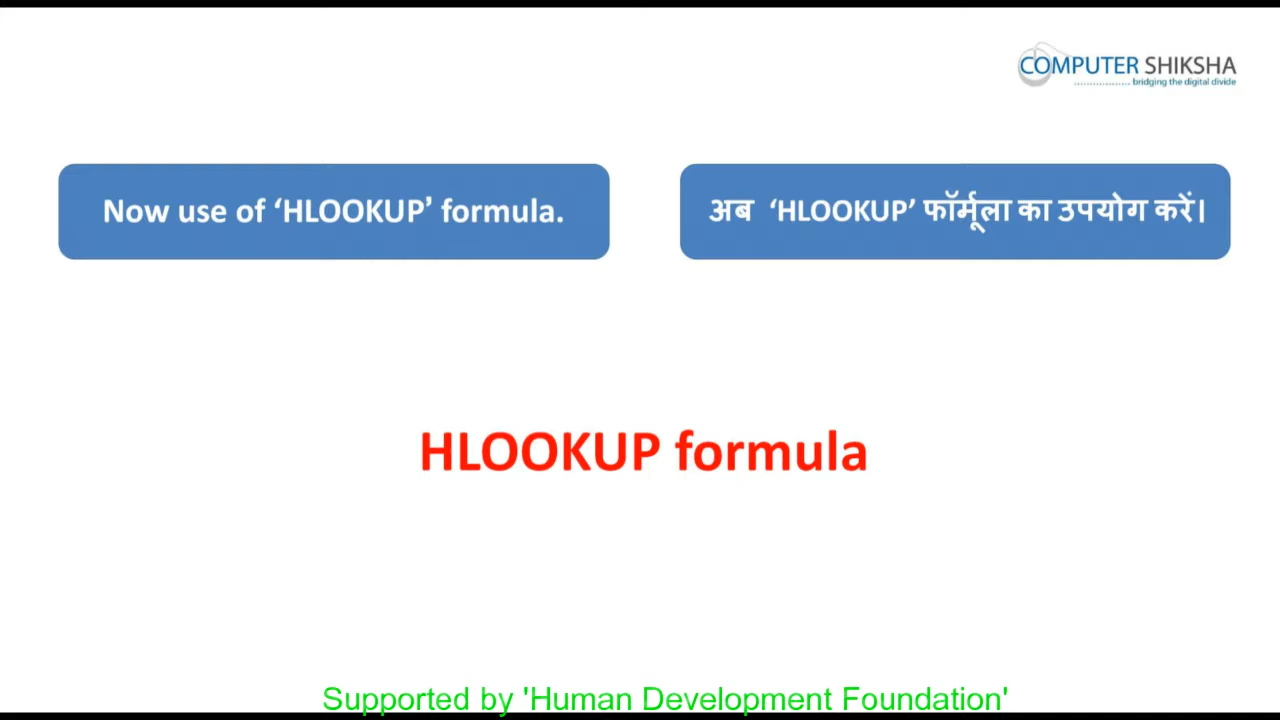 COMPUTER SHIKSHA
.................. bridging the digital divide
Now use of ‘HLOOKUP’ formula.
अब ‘HLOOKUP’ फॉर्मूला का उपयोग करें।
HLOOKUP formula
Supported by 'Human Development Foundation'